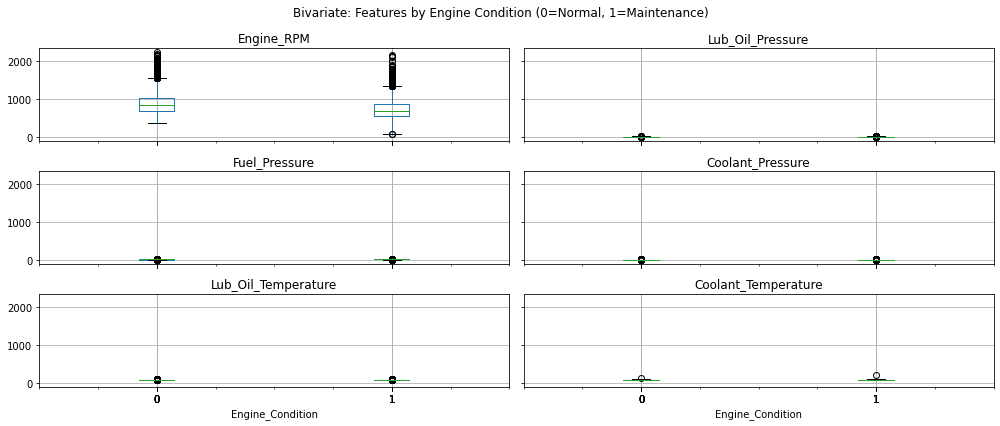 Bivariate: Features by Engine Condition (0=Normal, 1=Maintenance)
Engine_RPM
Lub_Oil_Pressure
2000
1000
0
Fuel_Pressure
Coolant_Pressure
2000
1000
0
Lub_Oil_Temperature
Coolant_Temperature
2000
1000
0
0 1 0 1
Engine_Condition Engine_Condition